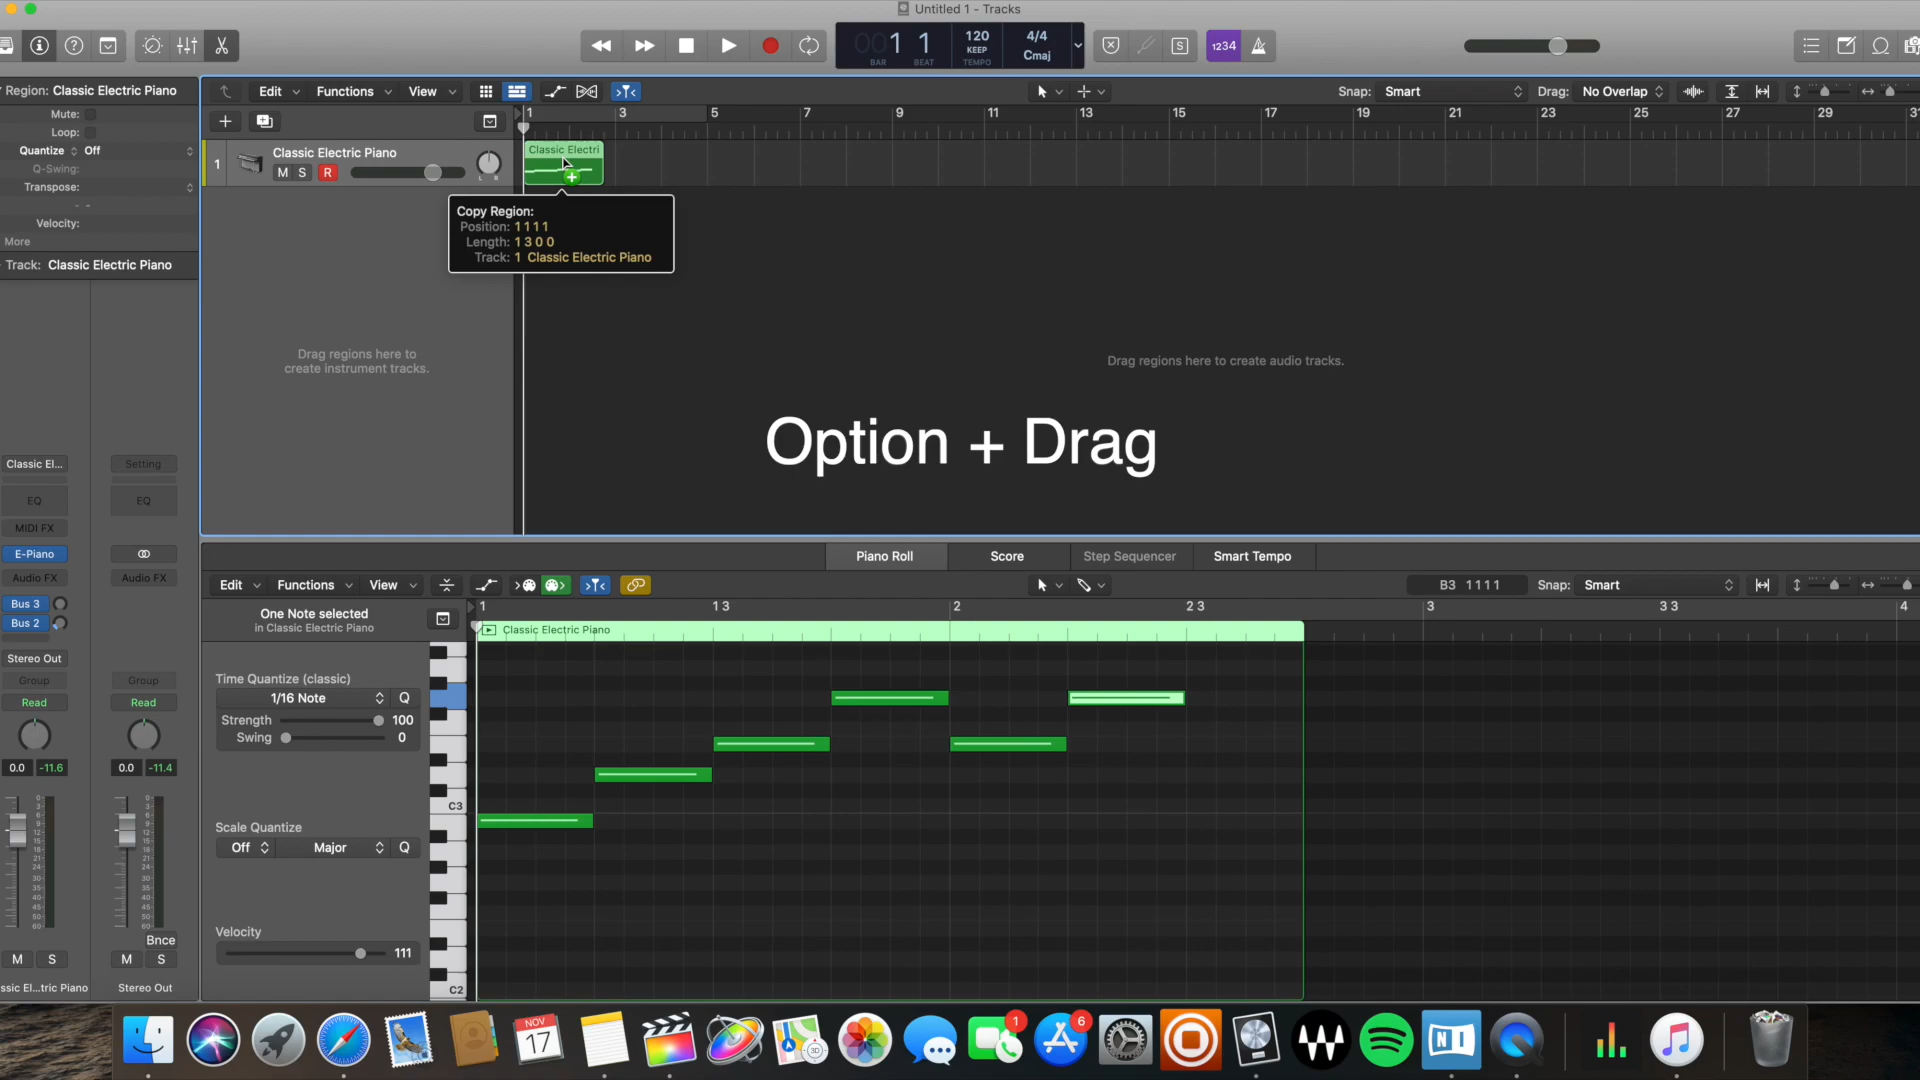 Untitled 1 - Tracks
001 1
BAR BEAT
120
KEEP
TEMPO
4/4
Cmaj
1234
Region: Classic Electric Piano
Mute:
Loop:
Quantize Off
Q-Swing:
Transpose:
Velocity:
More
Track: Classic Electric Piano
Edit Functions View
Snap: Smart
Drag: No Overlap
1 3 5 7 9 11 13 15 17 19 21 23 25 27 29 31
1
Classic Electric Piano
M S R
L R
Classic Electri
Copy Region:
Position: 1 1 1 1
Length: 1 3 0 0
Track: 1 Classic Electric Piano
Drag regions here to
create instrument tracks.
Drag regions here to create audio tracks.
Option + Drag
Classic El...
Setting
EQ
EQ
MIDI FX
E-Piano
Audio FX
Audio FX
Bus 3
Bus 2
Stereo Out
Group
Group
Read
Read
0.0 -11.6
0.0 -11.4
Bnce
M S
M S
ssic El...tric Piano
Stereo Out
Piano Roll
Score
Step Sequencer
Smart Tempo
Edit Functions View
B3 1 1 1 1
Snap: Smart
1 1 3 2 2 3 3 3 3 4
One Note selected
in Classic Electric Piano
Classic Electric Piano
Time Quantize (classic)
1/16 Note Q
Strength 100
Swing 0
Scale Quantize
Off Major Q
Velocity
111
C3
C2
NOV
17
3D
1
6